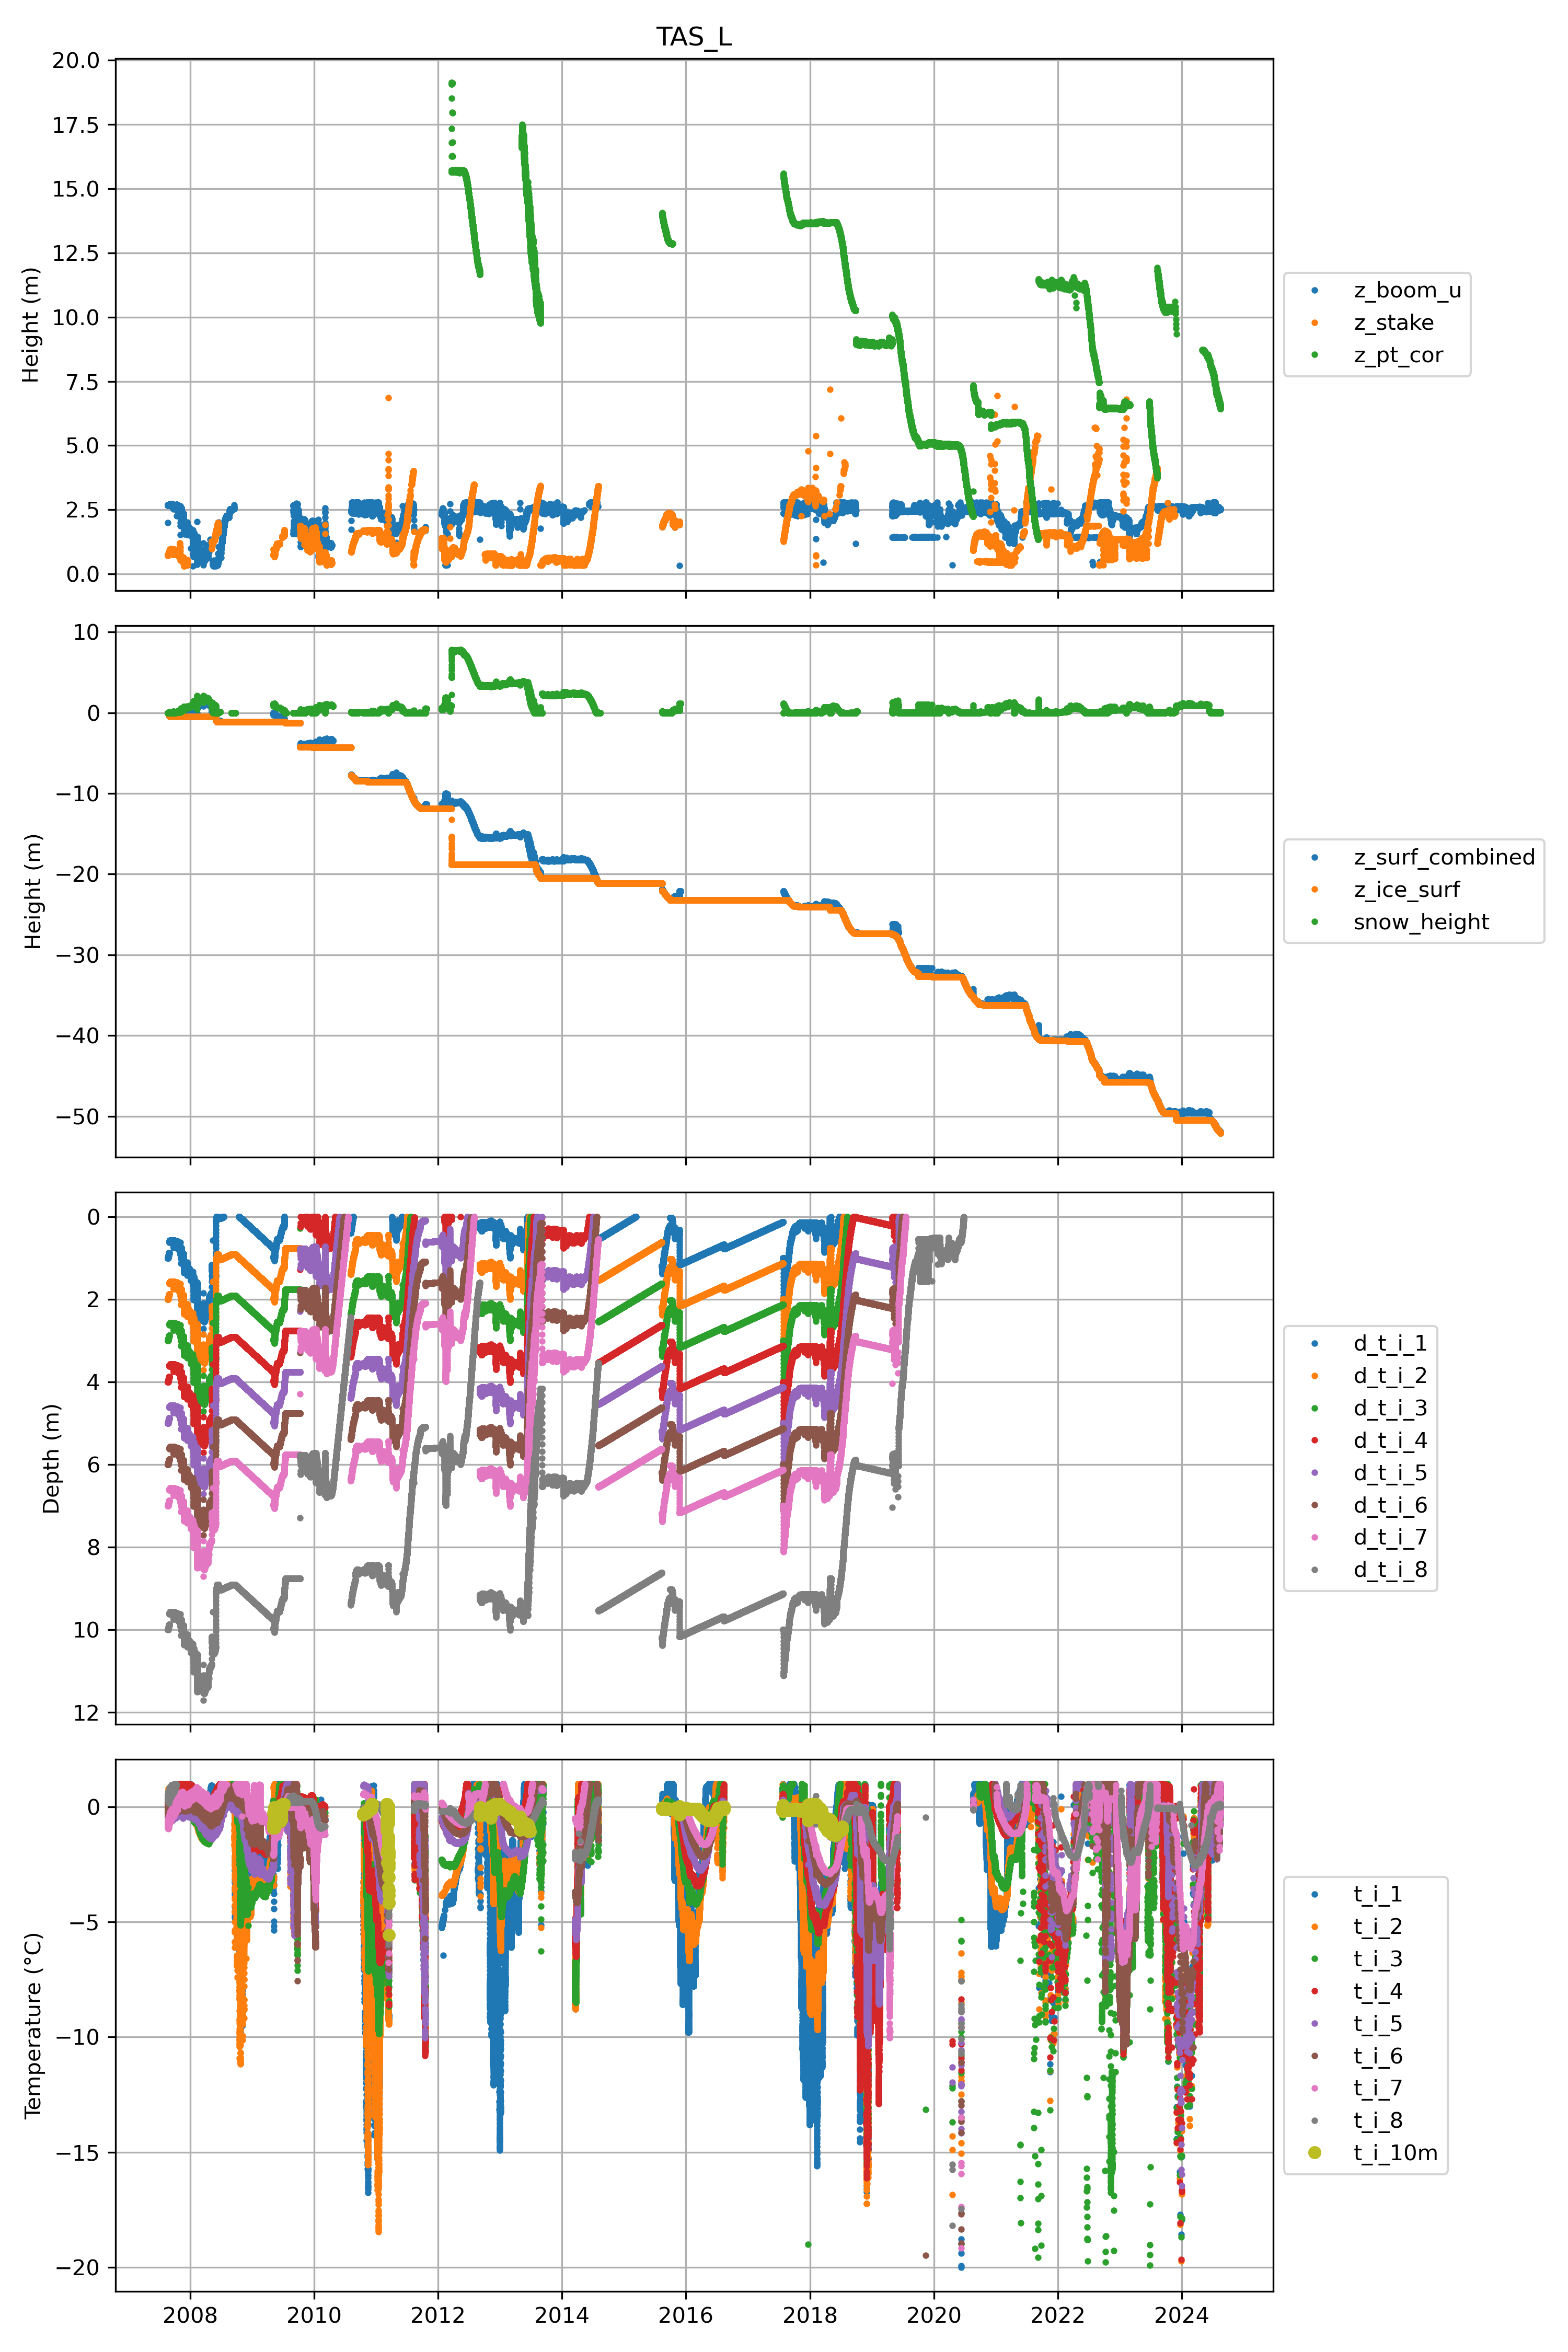 TAS_L
20.0
17.5
15.0
12.5
10.0
7.5
5.0
2.5
0.0
Height (m)
z_boom_u
z_stake
z_pt_cor
10
0
−10
−20
−30
−40
−50
Height (m)
z_surf_combined
z_ice_surf
snow_height
0
2
4
6
8
10
12
Depth (m)
d_t_i_1
d_t_i_2
d_t_i_3
d_t_i_4
d_t_i_5
d_t_i_6
d_t_i_7
d_t_i_8
0
−5
−10
−15
−20
Temperature (°C)
t_i_1
t_i_2
t_i_3
t_i_4
t_i_5
t_i_6
t_i_7
t_i_8
t_i_10m
2008 2010 2012 2014 2016 2018 2020 2022 2024